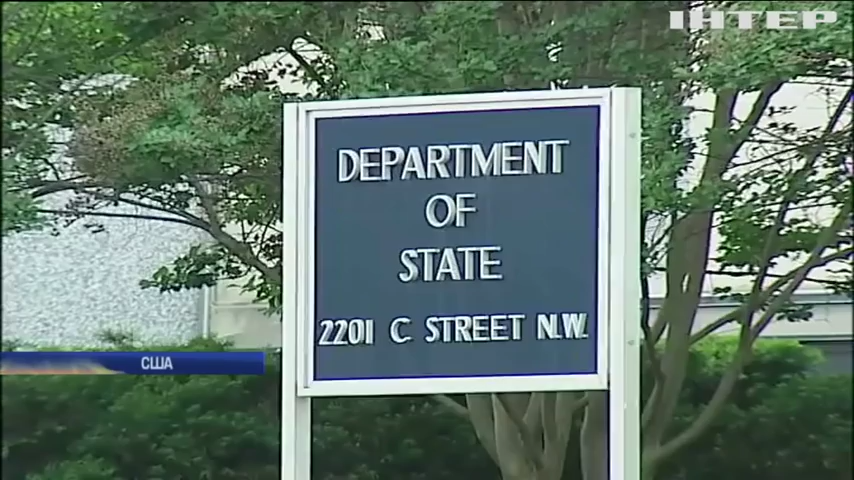 ІНТЕР
DEPARTMENT
OF
STATE
2201 C STREET N.W.
США